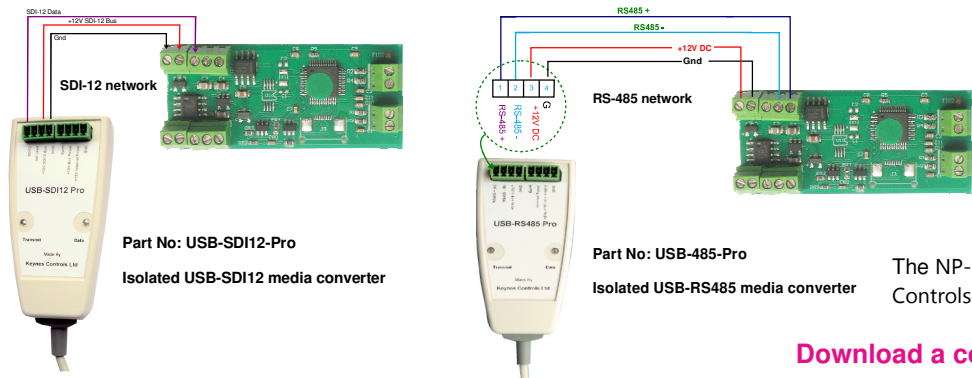 SDI-12 Data
+12V SDI-12 Bus
Gnd
SDI-12 network
USB-SDI12 Pro
Transmit
Data
Made By
Keynes Controls Ltd
Part No: USB-SDI12-Pro
Isolated USB-SDI12 media converter
RS485 +
RS485 -
+12V DC
Gnd
1
2
3
4
RS-485 +
RS-485 -
+12V DC
G
RS-485 network
USB-RS485 Pro
Transmit
Data
Made By
Keynes Controls Ltd
Part No: USB-485-Pro
Isolated USB-RS485 media converter
The NP-
Controls
Download a co